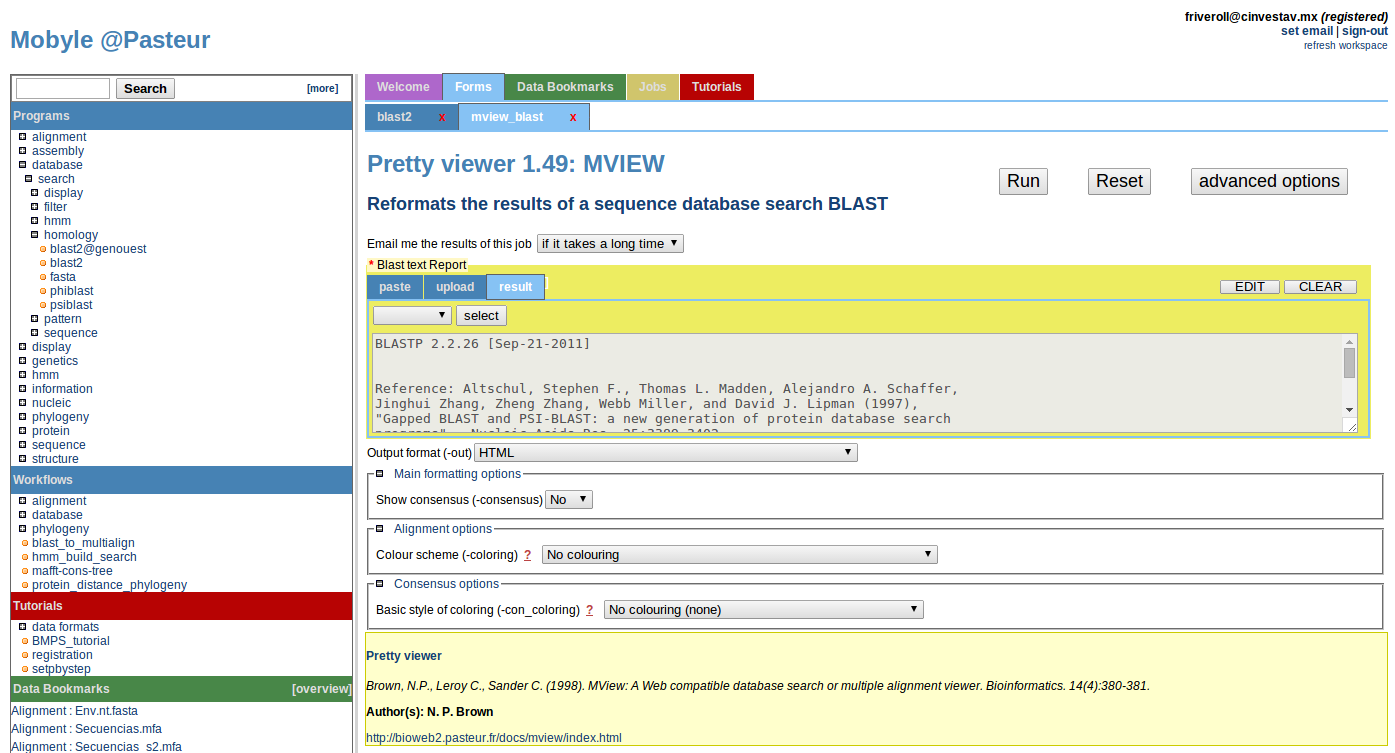 friveroll@cinvestav.mx (registered)
set email | sign-out
refresh workspace
Mobyle @Pasteur
Search [more]
Programs
alignment
assembly
database
search
display
filter
hmm
homology
blast2@genouest
blast2
fasta
phiblast
psiblast
pattern
sequence
display
genetics
hmm
information
nucleic
phylogeny
protein
sequence
structure
Workflows
alignment
database
phylogeny
blast_to_multialign
hmm_build_search
mafft-cons-tree
protein_distance_phylogeny
Tutorials
data formats
BMPS_tutorial
registration
setpbystep
Data Bookmarks [overview]
Alignment : Env.nt.fasta
Alignment : Secuencias.mfa
Alignment : Secuencias_s2.mfa
Welcome Forms Data Bookmarks Jobs Tutorials
blast2 x mview_blast x
Pretty viewer 1.49: MVIEW
Run Reset advanced options
Reformats the results of a sequence database search BLAST
Email me the results of this job if it takes a long time
* Blast text Report
paste upload result EDIT CLEAR
select
BLASTP 2.2.26 [Sep-21-2011]
Reference: Altschul, Stephen F., Thomas L. Madden, Alejandro A. Schaffer,
Jinghui Zhang, Zheng Zhang, Webb Miller, and David J. Lipman (1997),
"Gapped BLAST and PSI-BLAST: a new generation of protein database search
programs", Nucleic Acids Res. 25:3389-3402.
Output format (-out) HTML
Main formatting options
Show consensus (-consensus) No
Alignment options
Colour scheme (-coloring) ? No colouring
Consensus options
Basic style of coloring (-con_coloring) ? No colouring (none)
Pretty viewer
Brown, N.P., Leroy C., Sander C. (1998). MView: A Web compatible database search or multiple alignment viewer. Bioinformatics. 14(4):380-381.
Author(s): N. P. Brown
http://bioweb2.pasteur.fr/docs/mview/index.html